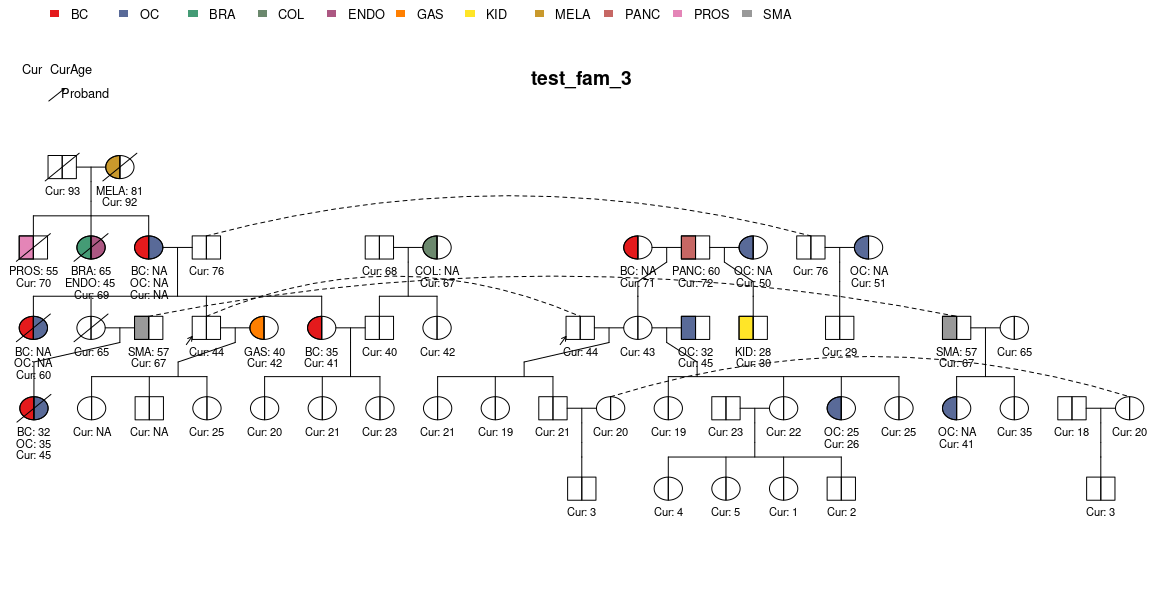 BC OC BRA COL ENDO GAS KID MELA PANC PROS SMA
Cur CurAge
test_fam_3
Proband
Cur: 93 MELA: 81
Cur: 92
PROS: 55 BRA: 65 BC: NA Cur: 76 Cur: 68 COL: NA BC: NA PANC: 60 OC: NA Cur: 76 OC: NA
Cur: 70 ENDO: 45 OC: NA Cur: 67 Cur: 71 Cur: 72 Cur: 50 Cur: 51
Cur: 69 Cur: NA
BC: NA Cur: 65 SMA: 57 Cur: 44 GAS: 40 BC: 35 Cur: 40 Cur: 42 Cur: 44 Cur: 43 OC: 32 KID: 28 Cur: 29 SMA: 57 Cur: 65
OC: NA Cur: 67 Cur: 42 Cur: 41 Cur: 45 Cur: 30 Cur: 67
Cur: 60
BC: 32 Cur: NA Cur: NA Cur: 25 Cur: 20 Cur: 21 Cur: 23 Cur: 21 Cur: 19 Cur: 21 Cur: 20 Cur: 19 Cur: 23 Cur: 22 OC: 25 Cur: 25 OC: NA Cur: 35 Cur: 18 Cur: 20
OC: 35 Cur: 26 Cur: 41
Cur: 45
Cur: 3 Cur: 4 Cur: 5 Cur: 1 Cur: 2 Cur: 3